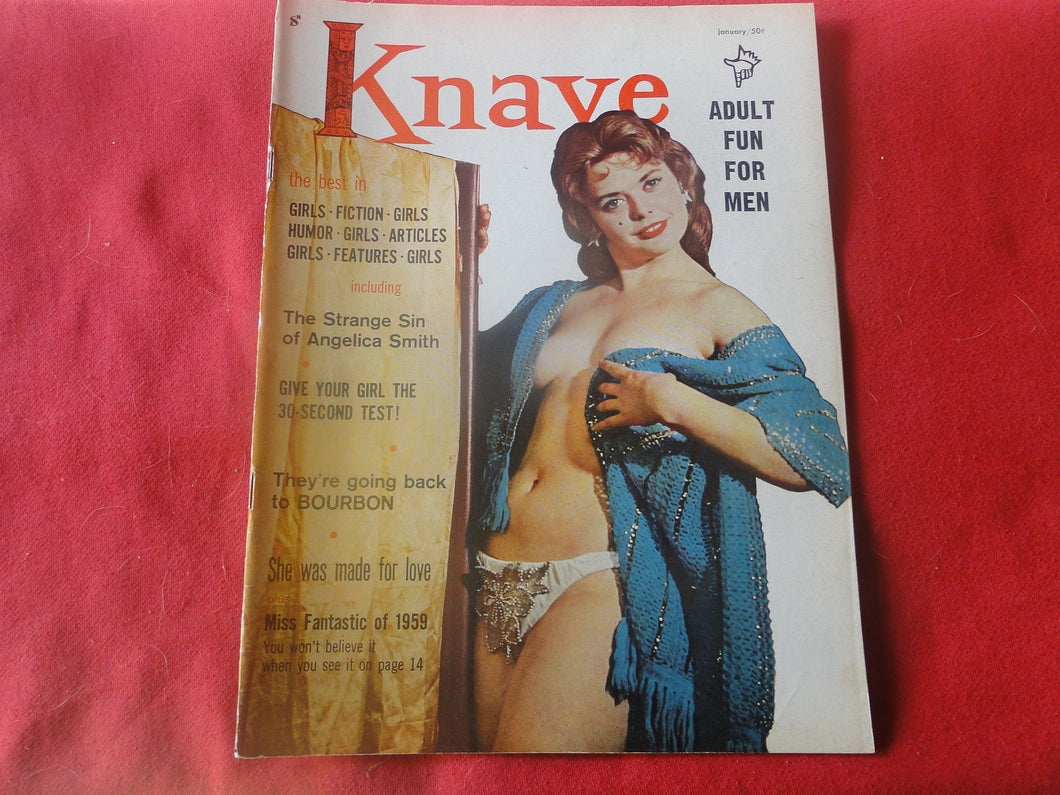 Knave
january/50¢
ADULT
FUN
FOR
MEN
the best in
GIRLS · FICTION · GIRLS
HUMOR · GIRLS · ARTICLES
GIRLS · FEATURES · GIRLS
including
The Strange Sin
of Angelica Smith
GIVE YOUR GIRL THE
30-SECOND TEST!
They're going back
to BOURBON
She was made for love
plus
Miss Fantastic of 1959
You won't believe it
when you see it on page 14